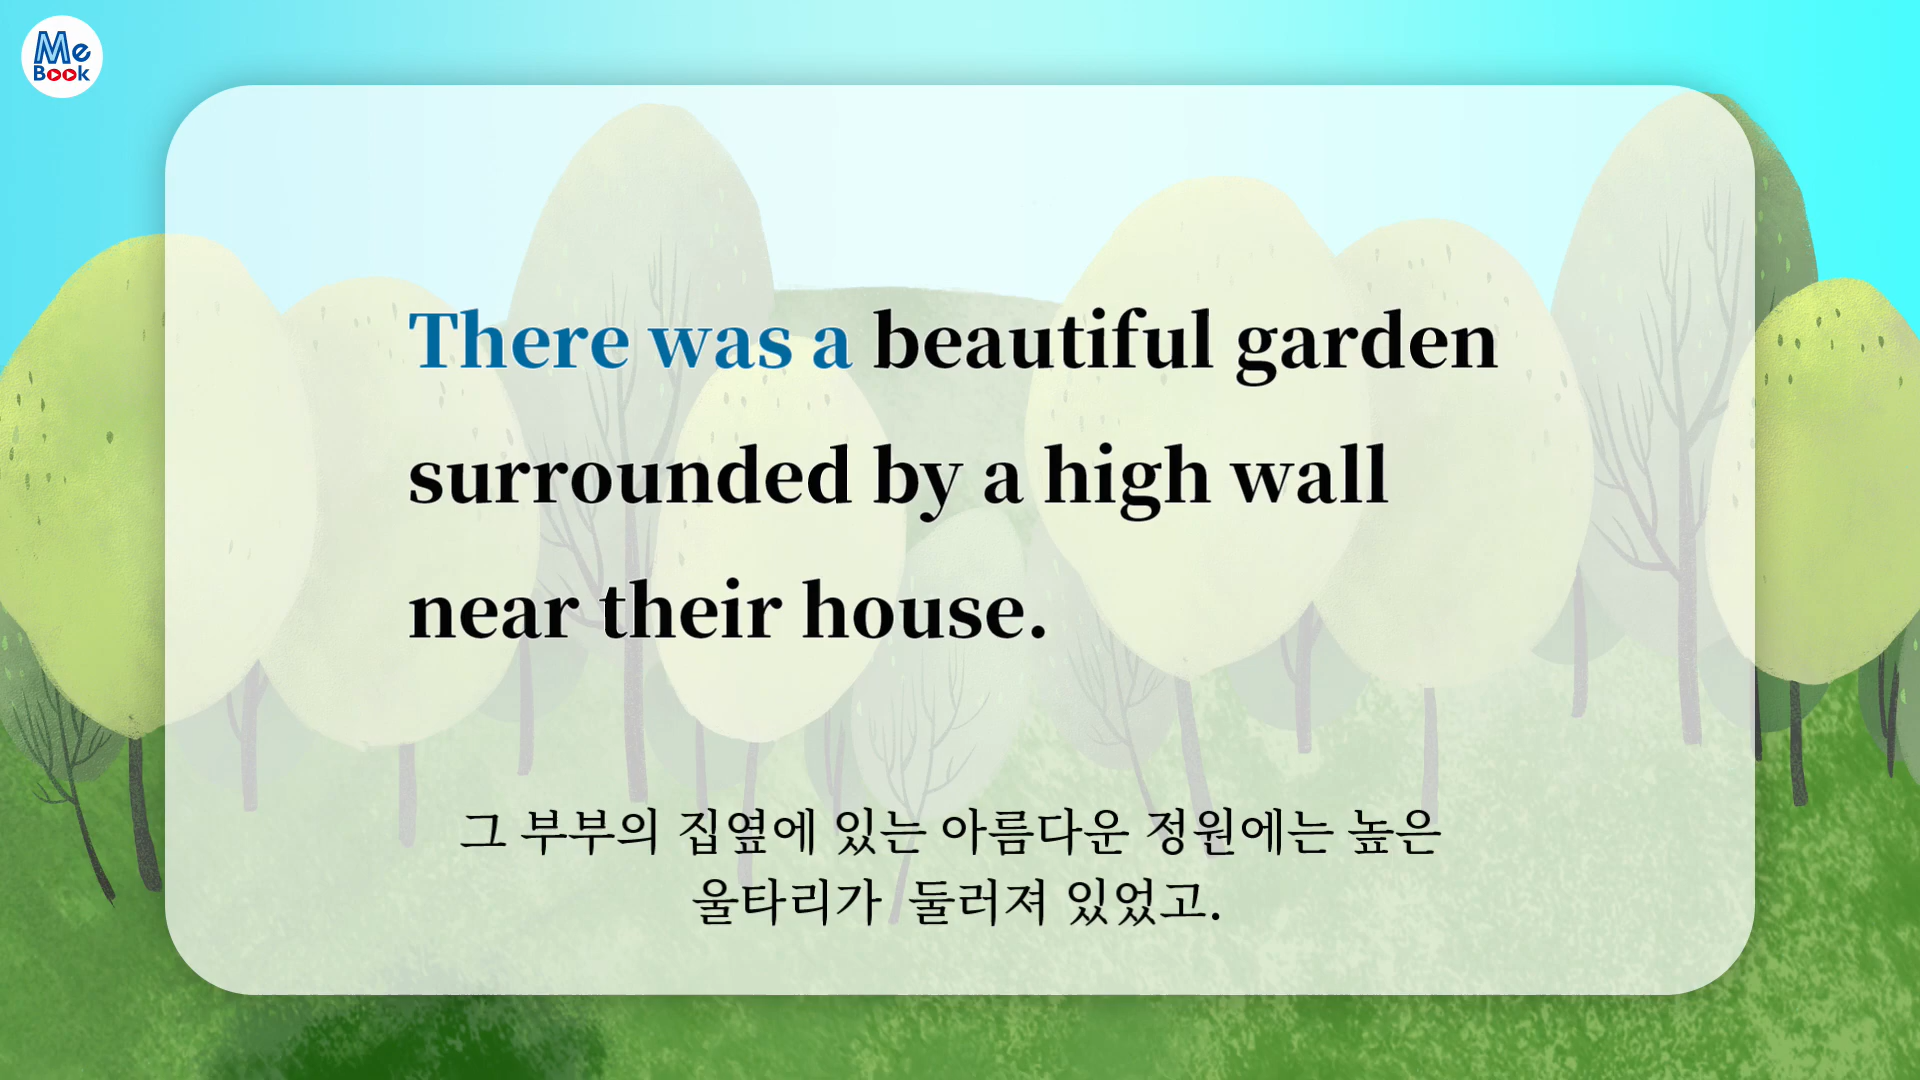 Me
Book
There was a beautiful garden
surrounded by a high wall
near their house.
그 부부의 집옆에 있는 아름다운 정원에는 높은
울타리가 둘러져 있었고.